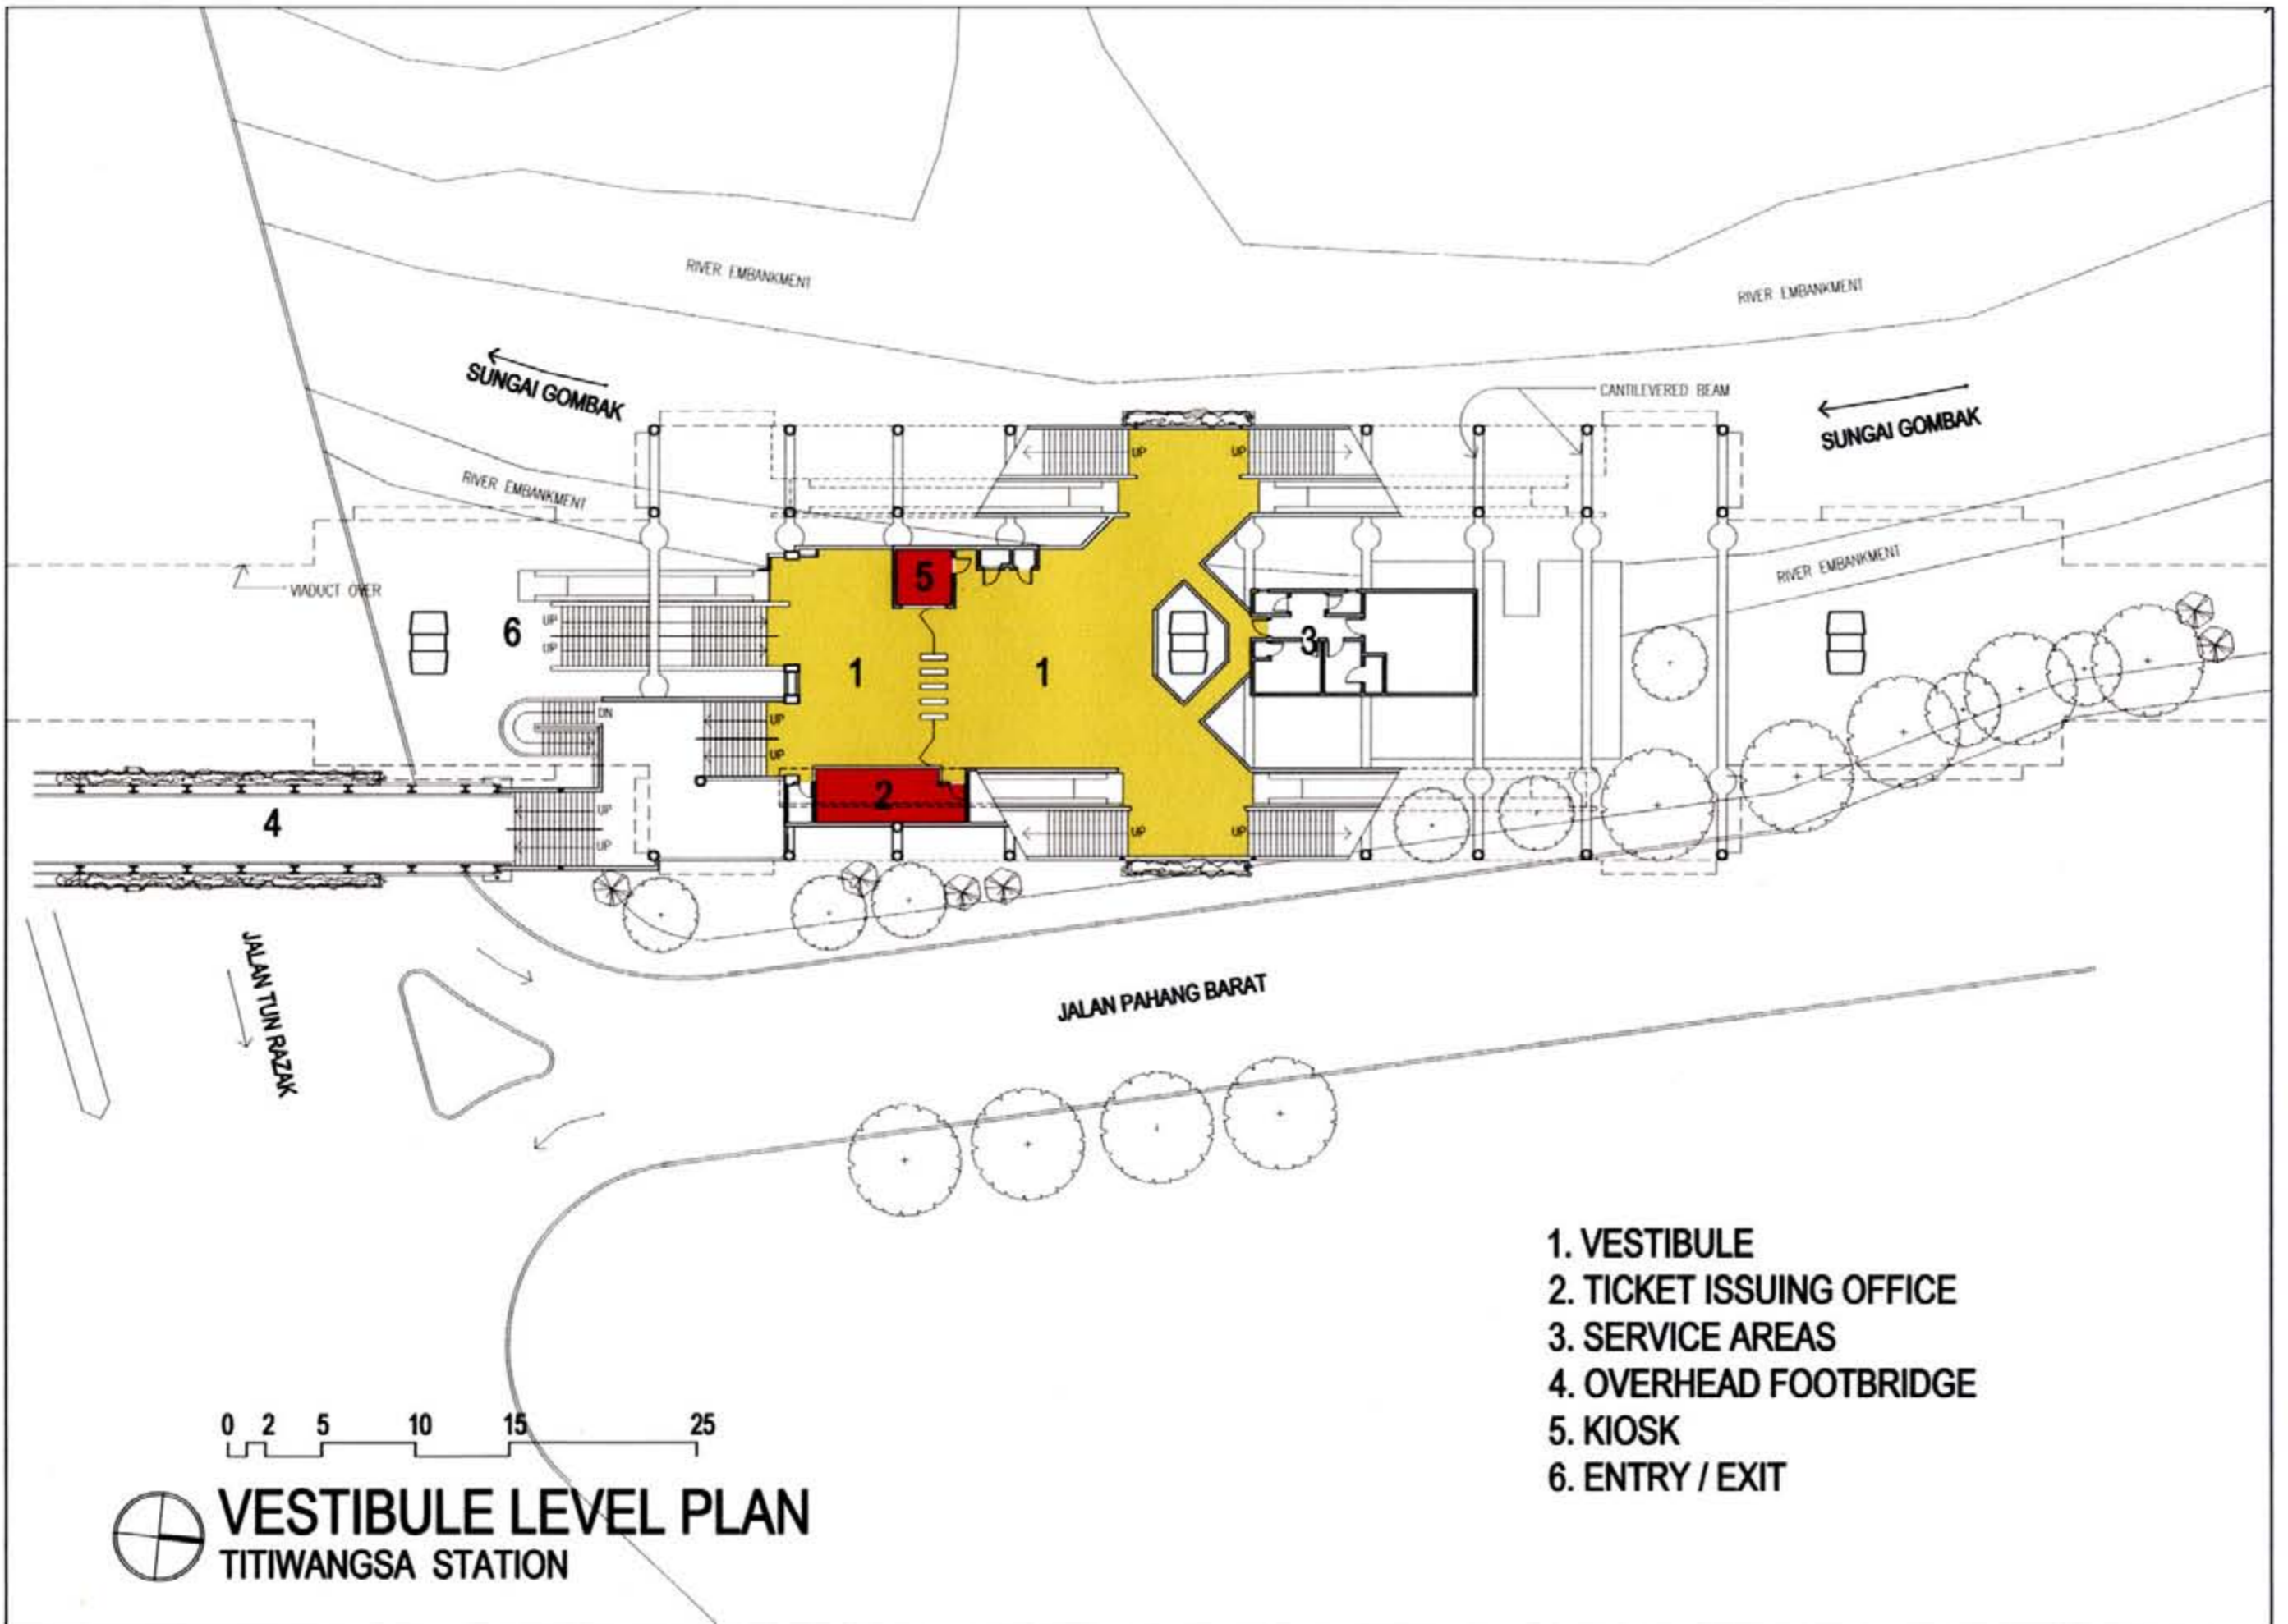 RIVER EMBANKMENT
RIVER EMBANKMENT
SUNGAI GOMBAK
CANTILEVERED BEAM
SUNGAI GOMBAK
UP
UP
RIVER EMBANKMENT
RIVER EMBANKMENT
VIADUCT OVER
5
6
UP
UP
3
1
1
DN
UP
UP
2
4
UP
UP
UP
UP
JALAN TUN RAZAK
JALAN PAHANG BARAT
1. VESTIBULE
2. TICKET ISSUING OFFICE
3. SERVICE AREAS
4. OVERHEAD FOOTBRIDGE
5. KIOSK
6. ENTRY / EXIT
0 2 5 10 15 25
VESTIBULE LEVEL PLAN
TITIWANGSA STATION